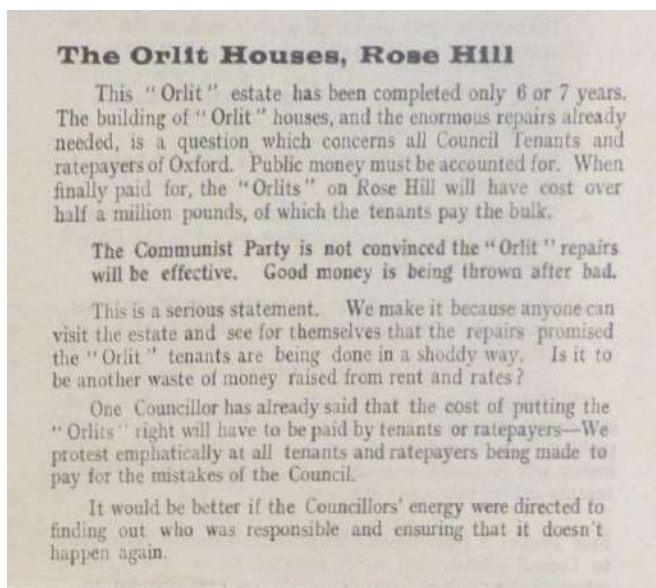 The Orlit Houses, Rose Hill
This "Orlit" estate has been completed only 6 or 7 years.
The building of "Orlit" houses, and the enormous repairs already
needed, is a question which concerns all Council Tenants and
ratepayers of Oxford. Public money must be accounted for. When
finally paid for, the "Orlits" on Rose Hill will have cost over
half a million pounds, of which the tenants pay the bulk.
The Communist Party is not convinced the "Orlit" repairs
will be effective. Good money is being thrown after bad.
This is a serious statement. We make it because anyone can
visit the estate and see for themselves that the repairs promised
the "Orlit" tenants are being done in a shoddy way. Is it to
be another waste of money raised from rent and rates?
One Councillor has already said that the cost of putting the
"Orlits" right will have to be paid by tenants or ratepayers—We
protest emphatically at all tenants and ratepayers being made to
pay for the mistakes of the Council.
It would be better if the Councillors' energy were directed to
finding out who was responsible and ensuring that it doesn't
happen again.